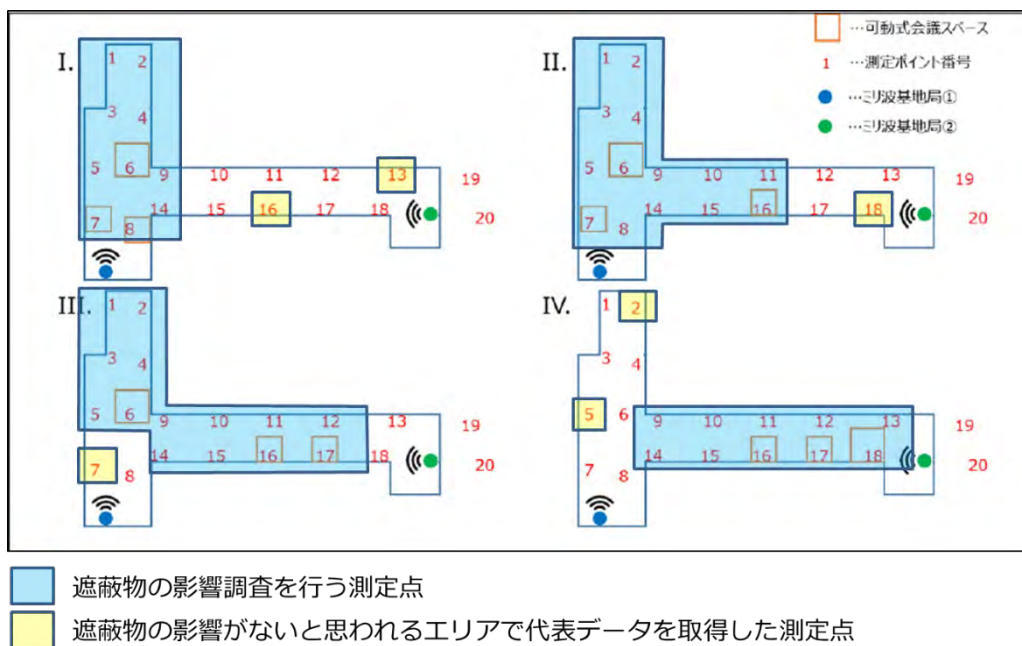 I.
1 2
3
4
5 6 9 10 11 12 13 19
7 8 14 15 16 17 18 20
II.
1 2
3
4
5 6 9 10 11 12 13 19
7 8 14 15 16 17 18 20
…可動式会議スペース
1 …測定ポイント番号
…ミリ波基地局①
…ミリ波基地局②
III.
1 2
3
4
5 6 9 10 11 12 13 19
7 8 14 15 16 17 18 20
IV.
1 2
3
4
5 6 9 10 11 12 13 19
7 8 14 15 16 17 18 20
遮蔽物の影響調査を行う測定点
遮蔽物の影響がないと思われるエリアで代表データを取得した測定点